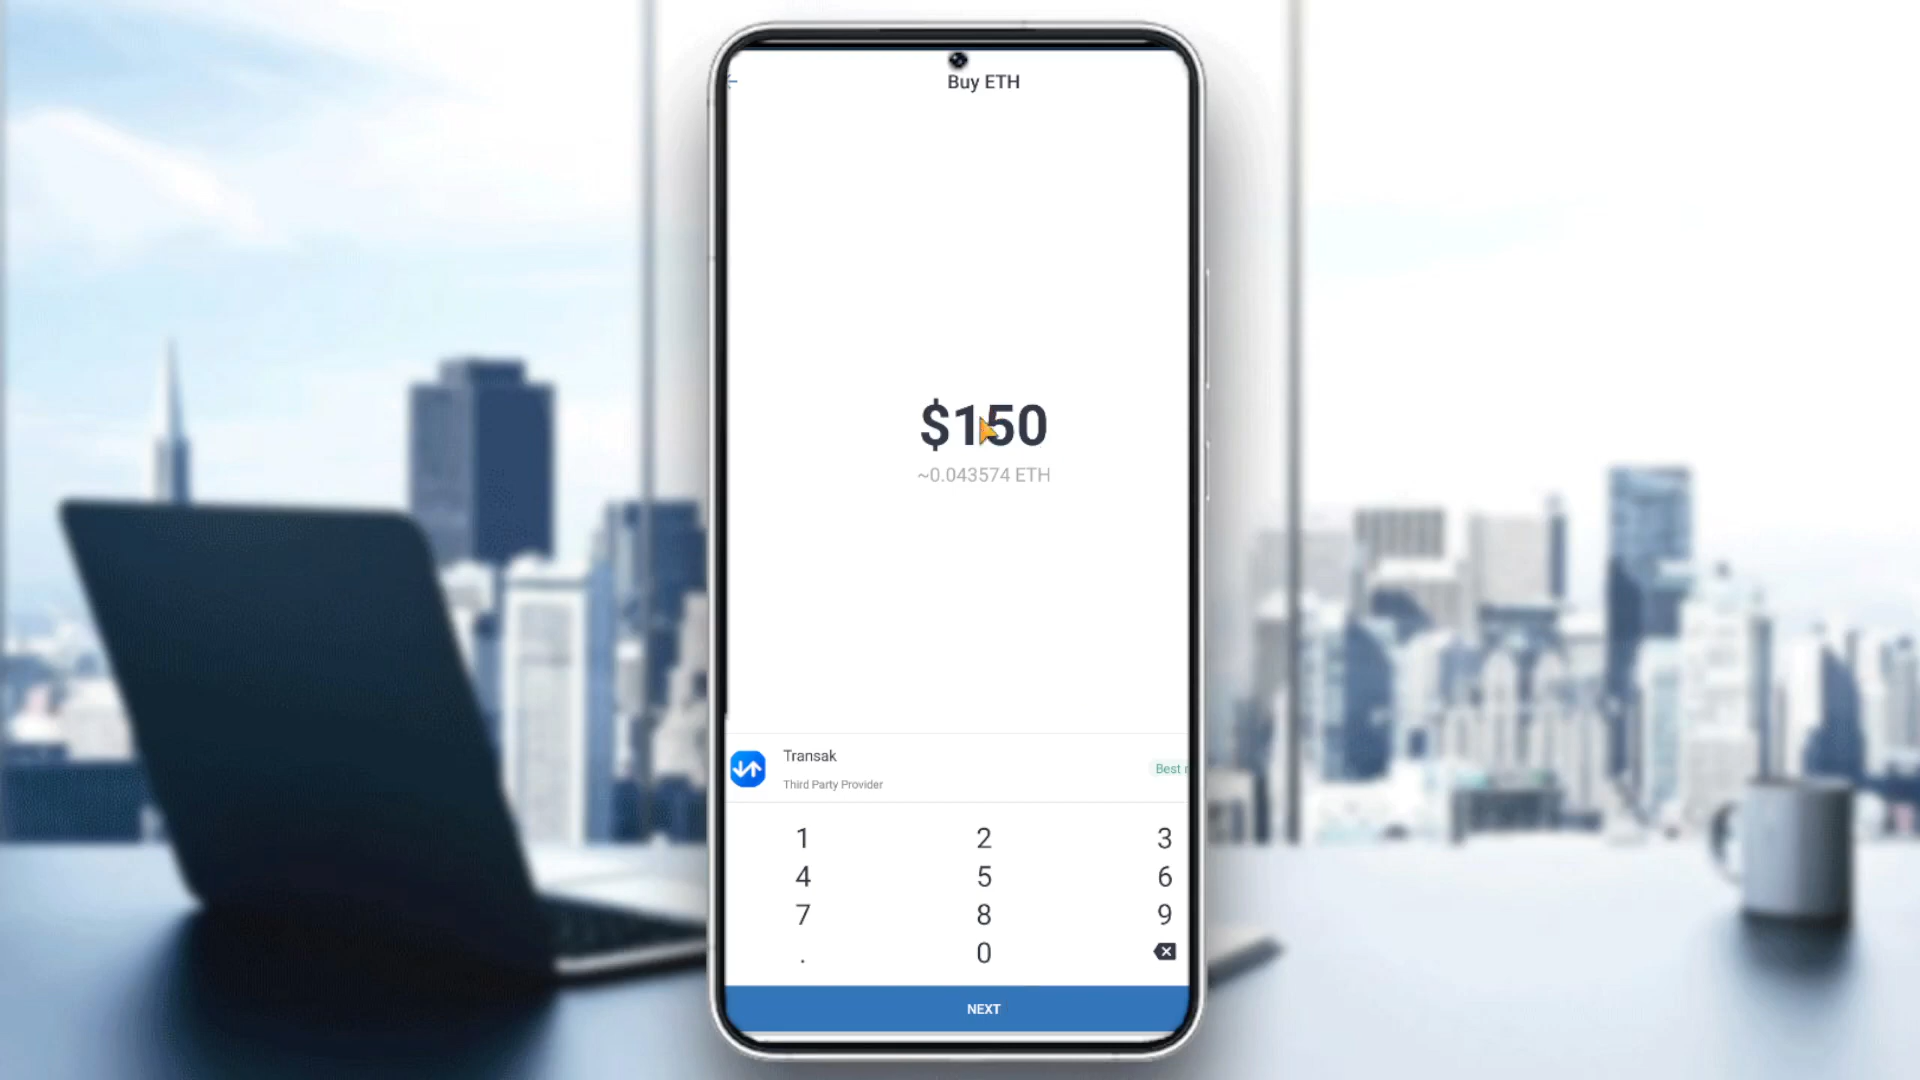 Buy ETH
$150
~0.043574 ETH
Transak
Third Party Provider
Best
1 2 3
4 5 6
7 8 9
. 0
NEXT